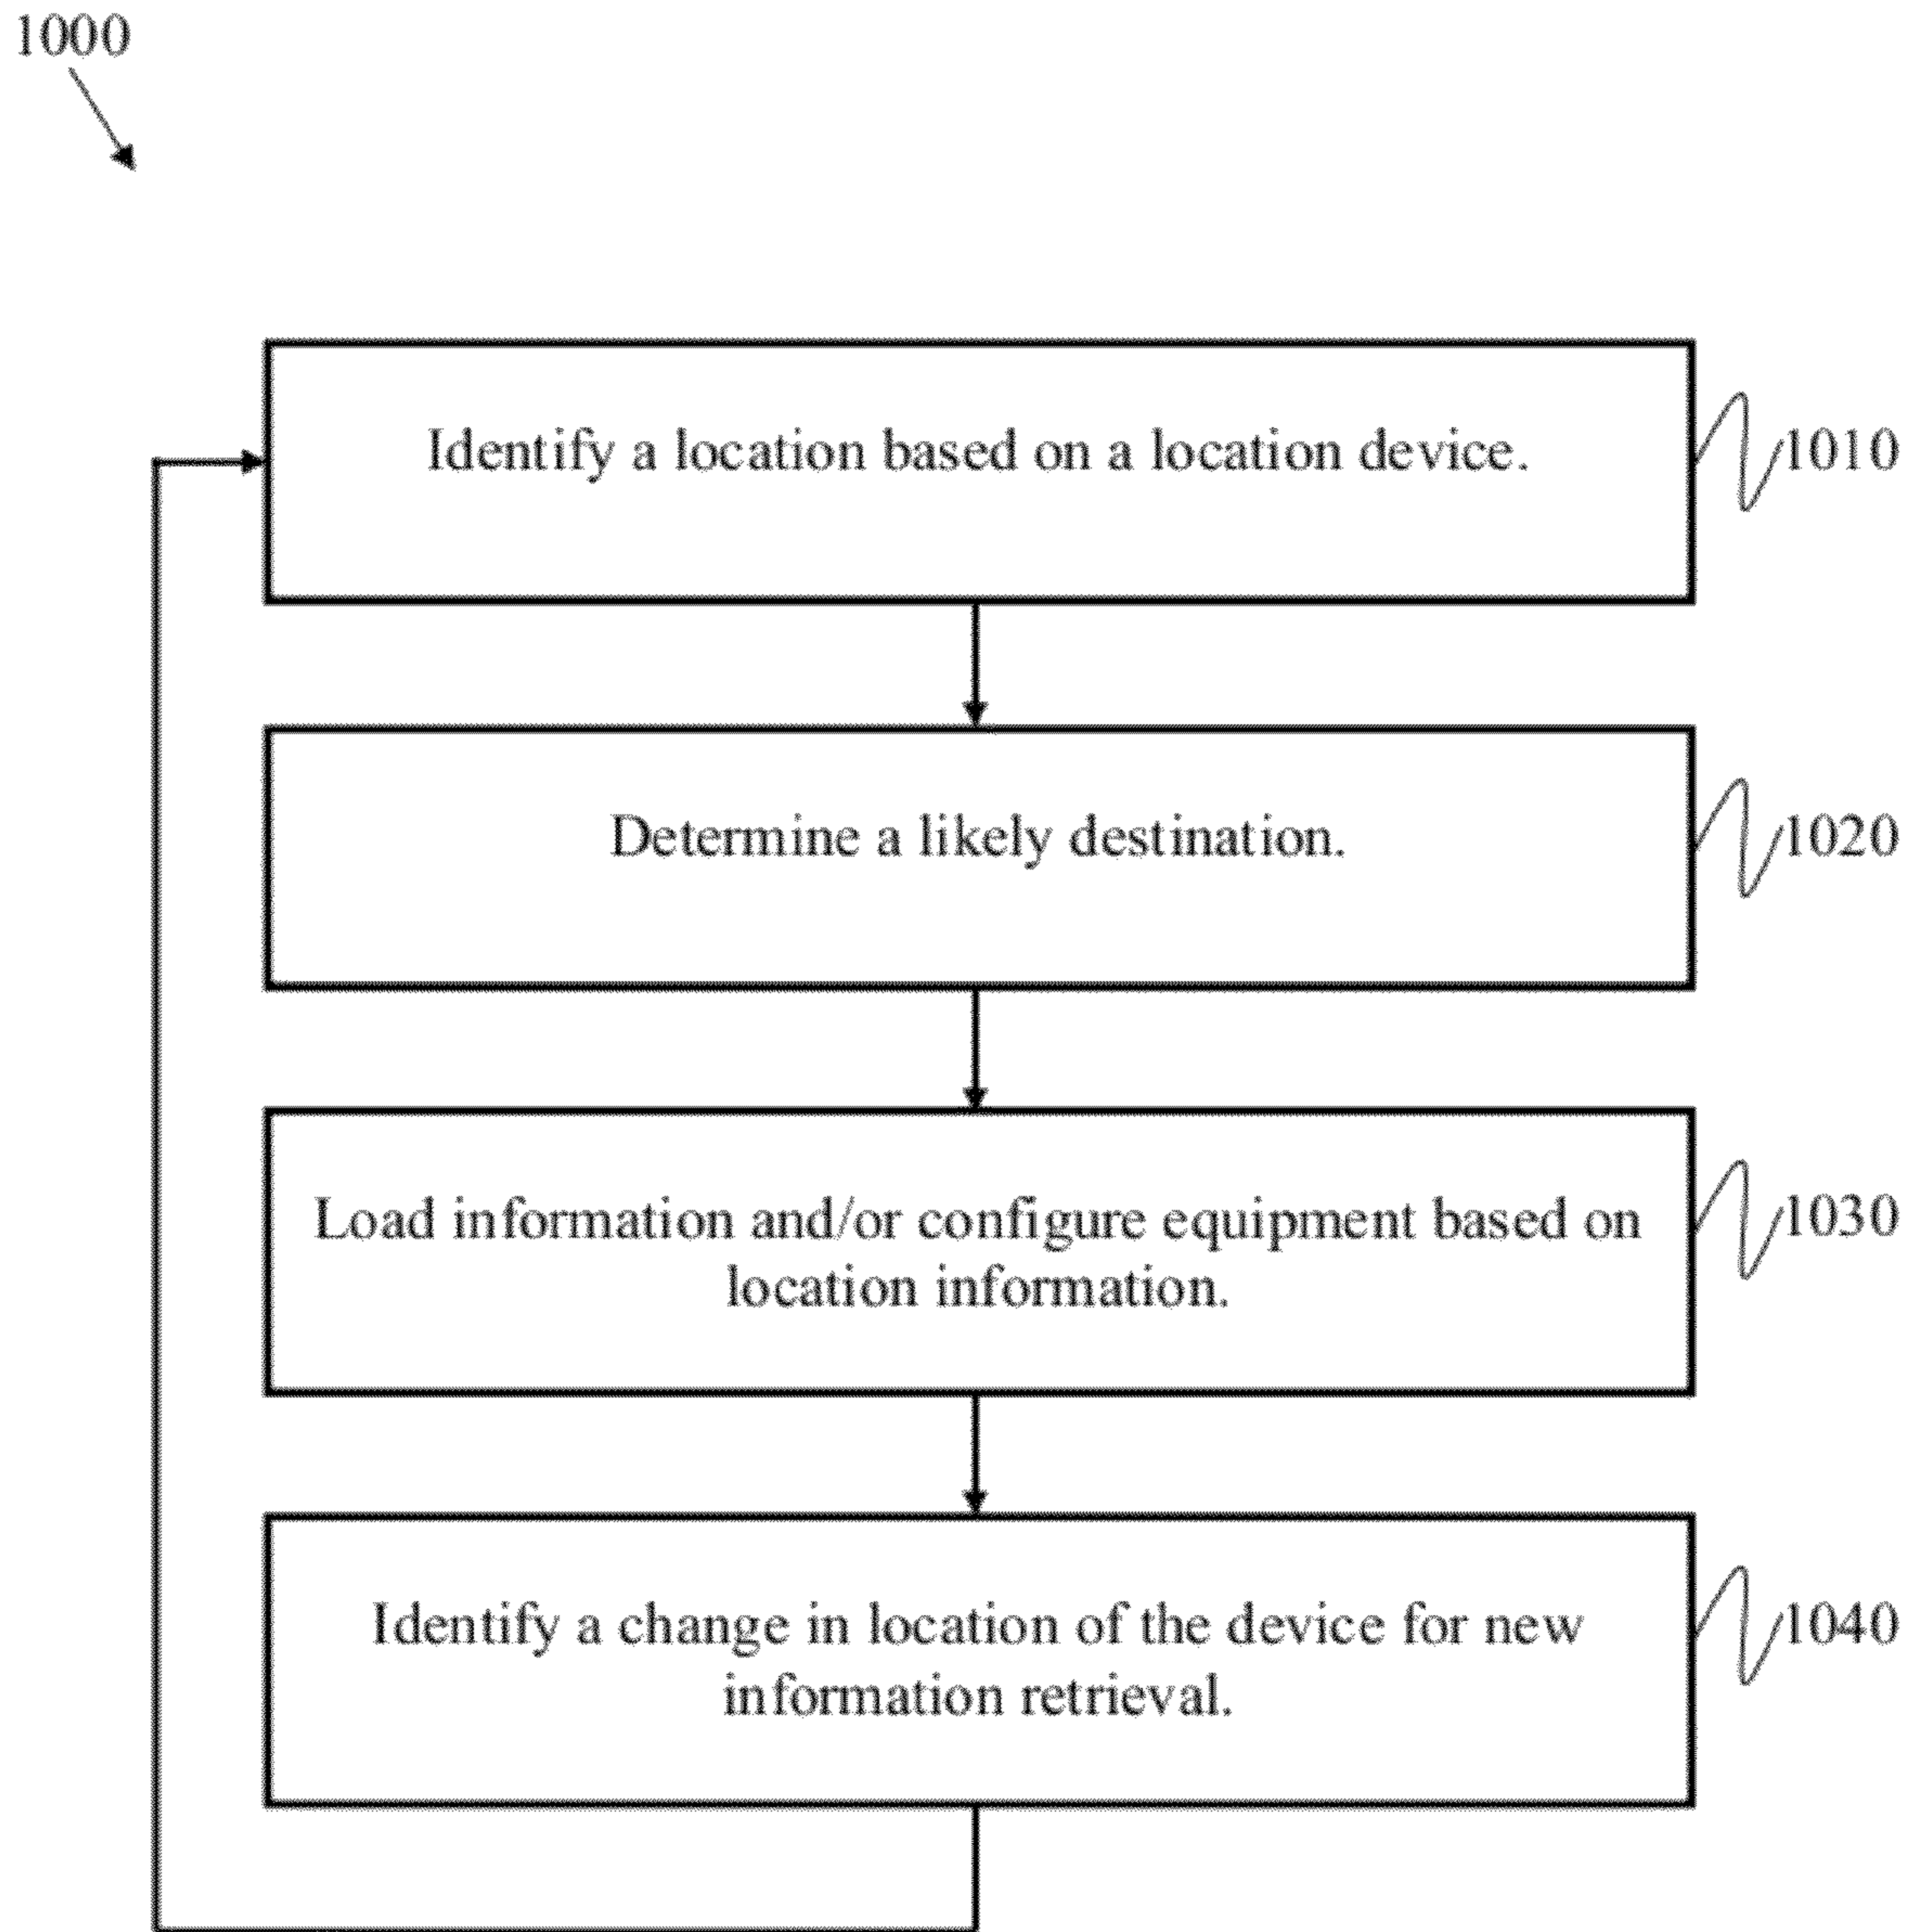 1000
Identify a location based on a location device.
1010
Determine a likely destination.
1020
Load information and/or configure equipment based on
location information.
1030
Identify a change in location of the device for new
information retrieval.
1040